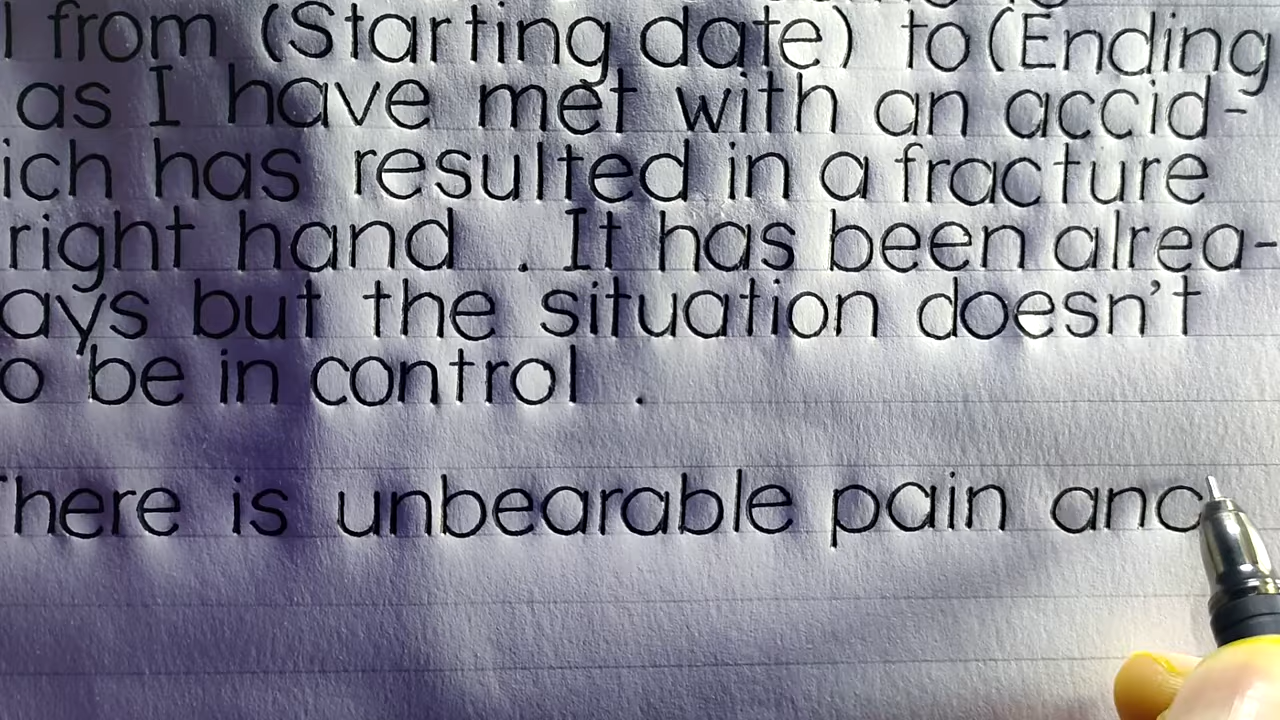 from (Starting date) to (Ending
as I have met with an accid-
ich has resulted in a fracture
right hand . It has been alrea-
ays but the situation doesn't
o be in control .
here is unbearable pain anc